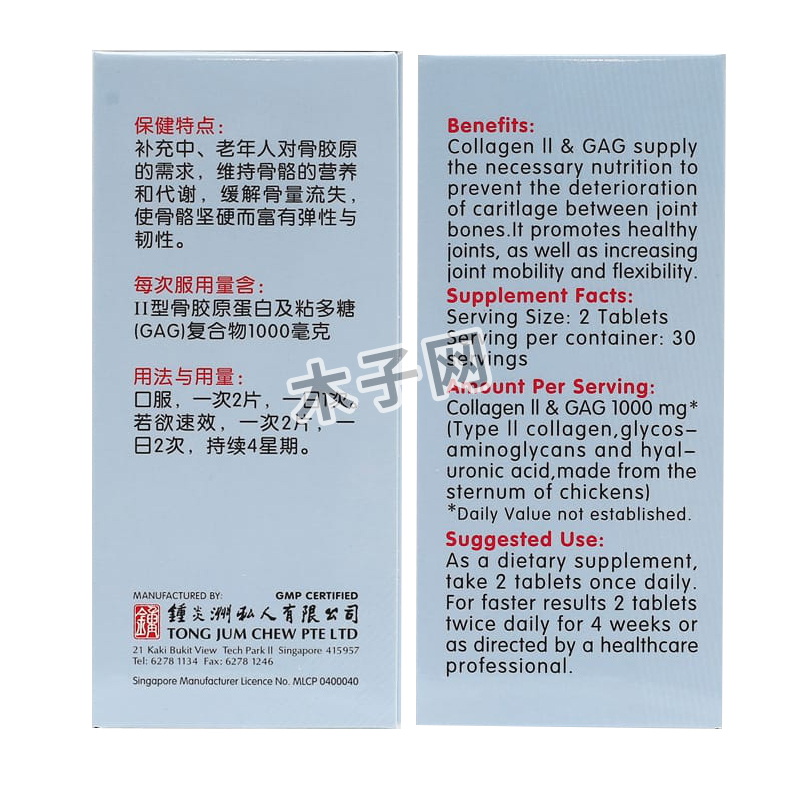 保健特点:
补充中、老年人对骨胶原
的需求，维持骨骼的营养
和代谢，缓解骨量流失，
使骨骼坚硬而富有弹性与
韧性。
每次服用量含:
II型骨胶原蛋白及粘多糖
(GAG)复合物1000毫克
用法与用量:
口服，一次2片，一日1次，
若欲速效，一次2片，一
日2次，持续4星期。
MANUFACTURED BY: GMP CERTIFIED
鍾炎洲私人有限公司
TONG JUM CHEW PTE LTD
21 Kaki Bukit View Tech Park II Singapore 415957
Tel: 6278 1134 Fax: 6278 1246
Singapore Manufacturer Licence No. MLCP 0400040
Benefits:
Collagen II & GAG supply
the necessary nutrition to
prevent the deterioration
of caritlage between joint
bones.It promotes healthy
joints, as well as increasing
joint mobility and flexibility.
Supplement Facts:
Serving Size: 2 Tablets
Serving per container: 30
servings
Amount Per Serving:
Collagen II & GAG 1000 mg*
(Type II collagen,glycos-
aminoglycans and hyal-
uronic acid,made from the
sternum of chickens)
*Daily Value not established.
Suggested Use:
As a dietary supplement,
take 2 tablets once daily.
For faster results 2 tablets
twice daily for 4 weeks or
as directed by a healthcare
professional.
木子网